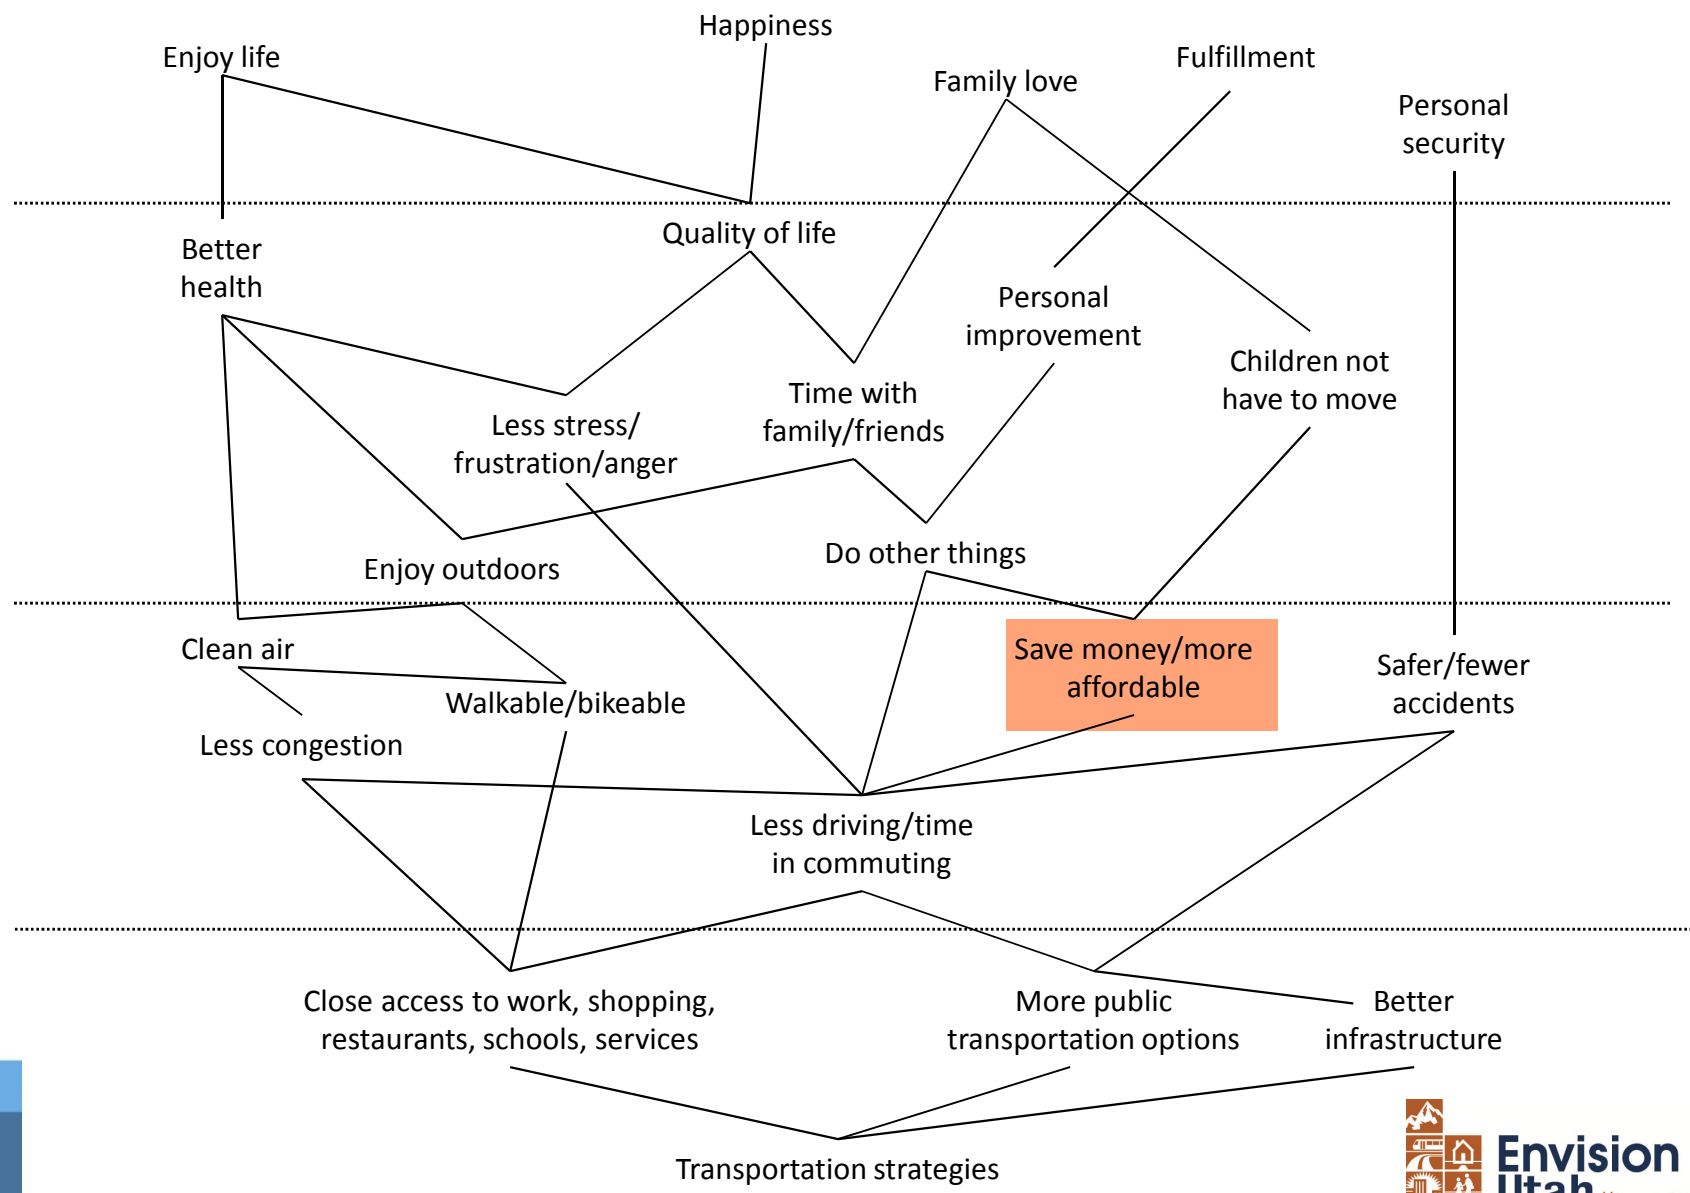 Happiness
Enjoy life
Fulfillment
Family love
Personal
security
Quality of life
Better
health
Personal
improvement
Children not
have to move
Time with
family/friends
Less stress/
frustration/anger
Do other things
Enjoy outdoors
Clean air
Save money/more
affordable
Safer/fewer
accidents
Walkable/bikeable
Less congestion
Less driving/time
in commuting
Close access to work, shopping,
restaurants, schools, services
More public
transportation options
Better
infrastructure
Transportation strategies
Envision
Utah